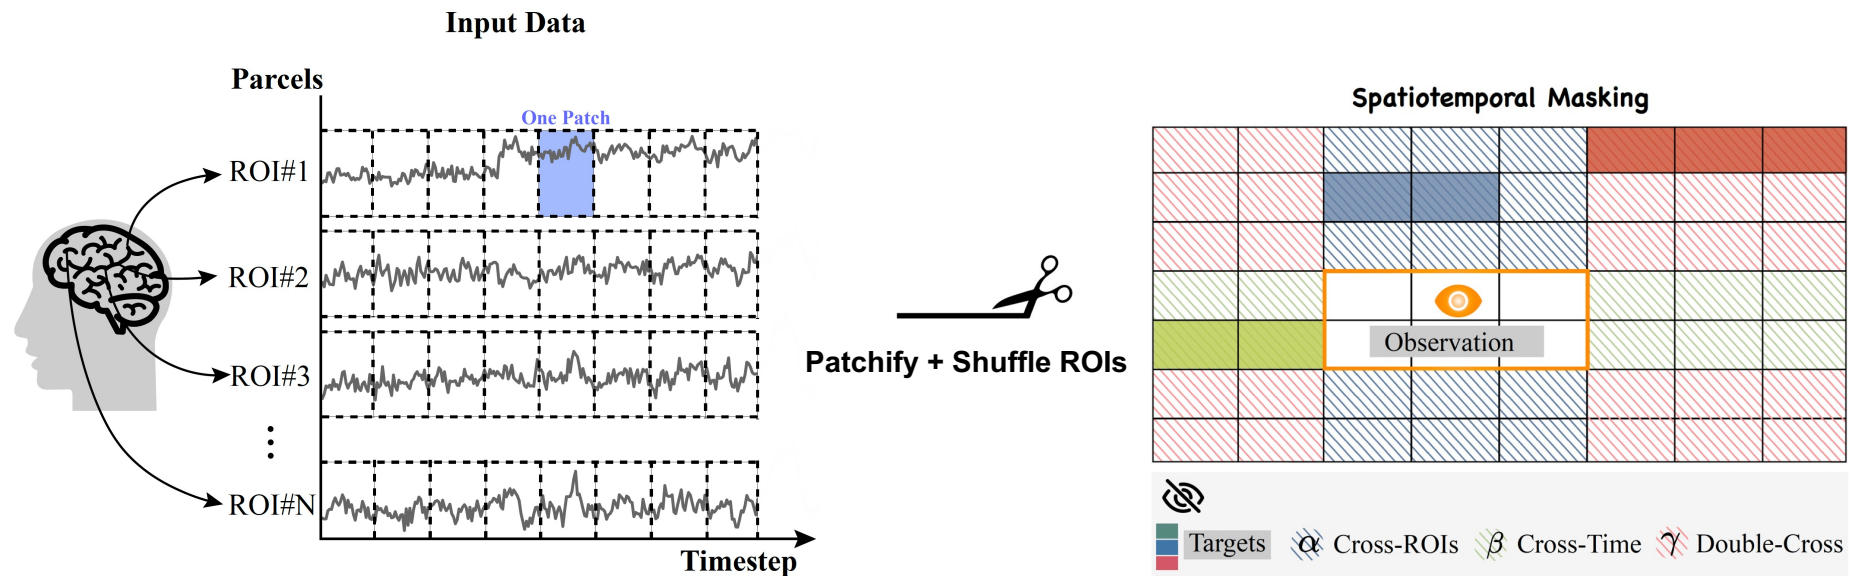 Input Data
Parcels
One Patch
ROI#1
ROI#2
ROI#3
ROI#N
Timestep
Patchify + Shuffle ROIs
Spatiotemporal Masking
Observation
Targets α Cross-ROIs β Cross-Time γ Double-Cross